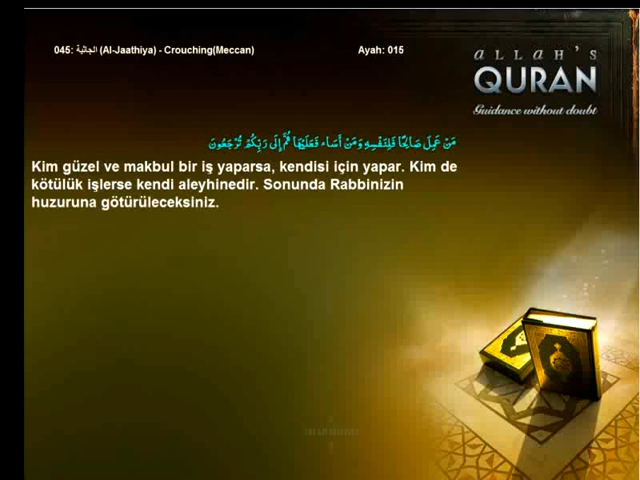 045: الجاثية (Al-Jaathiya) - Crouching(Meccan) Ayah: 015
ALLAH'S
QURAN
Guidance without doubt
مَنْ عَمِلَ صَالِحًا فَلِنَفْسِهِ وَمَنْ أَسَاء فَعَلَيْهَا ثُمَّ إِلَى رَبِّكُمْ تُرْجَعُونَ
Kim güzel ve makbul bir iş yaparsa, kendisi için yapar. Kim de
kötülük işlerse kendi aleyhinedir. Sonunda Rabbinizin
huzuruna götürüleceksiniz.